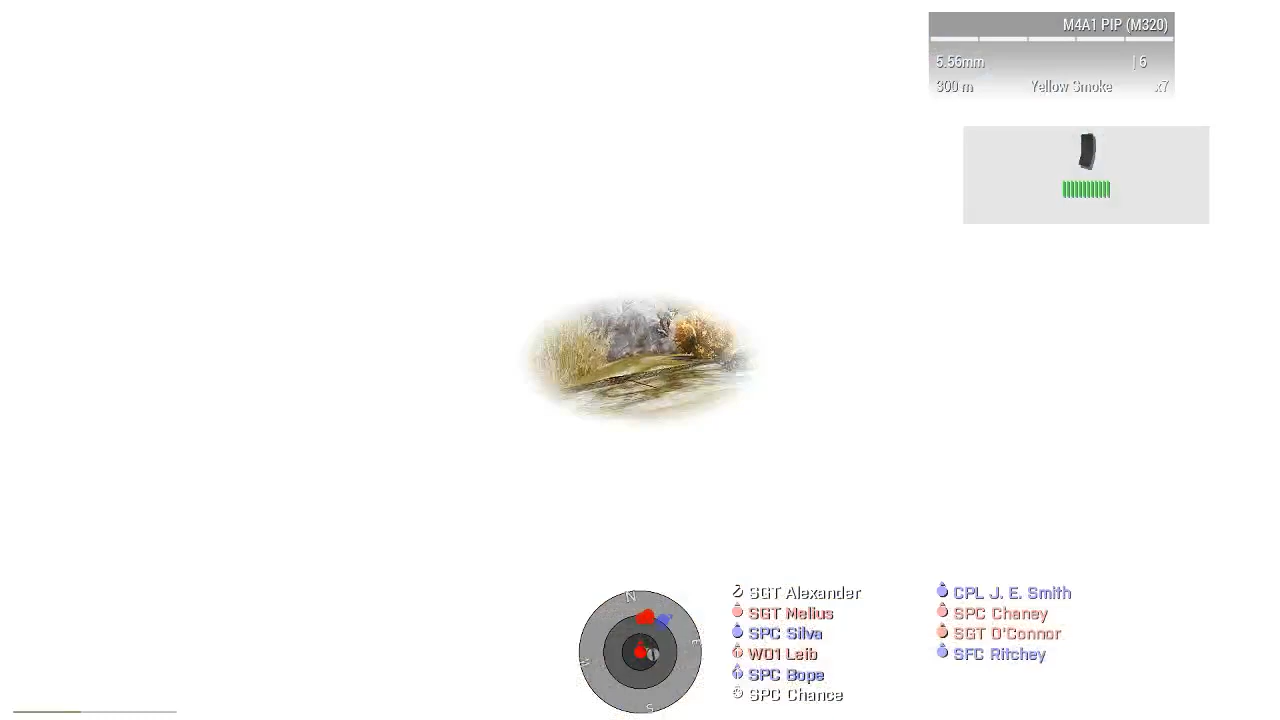 M4A1 PIP (M320)
5.56mm | 6
300 m Yellow Smoke x7
N
E
S
SGT Alexander
SGT Melius
SPC Silva
WO1 Leib
SPC Bope
SPC Chance
CPL J. E. Smith
SPC Chaney
SGT O'Connor
SFC Ritchey